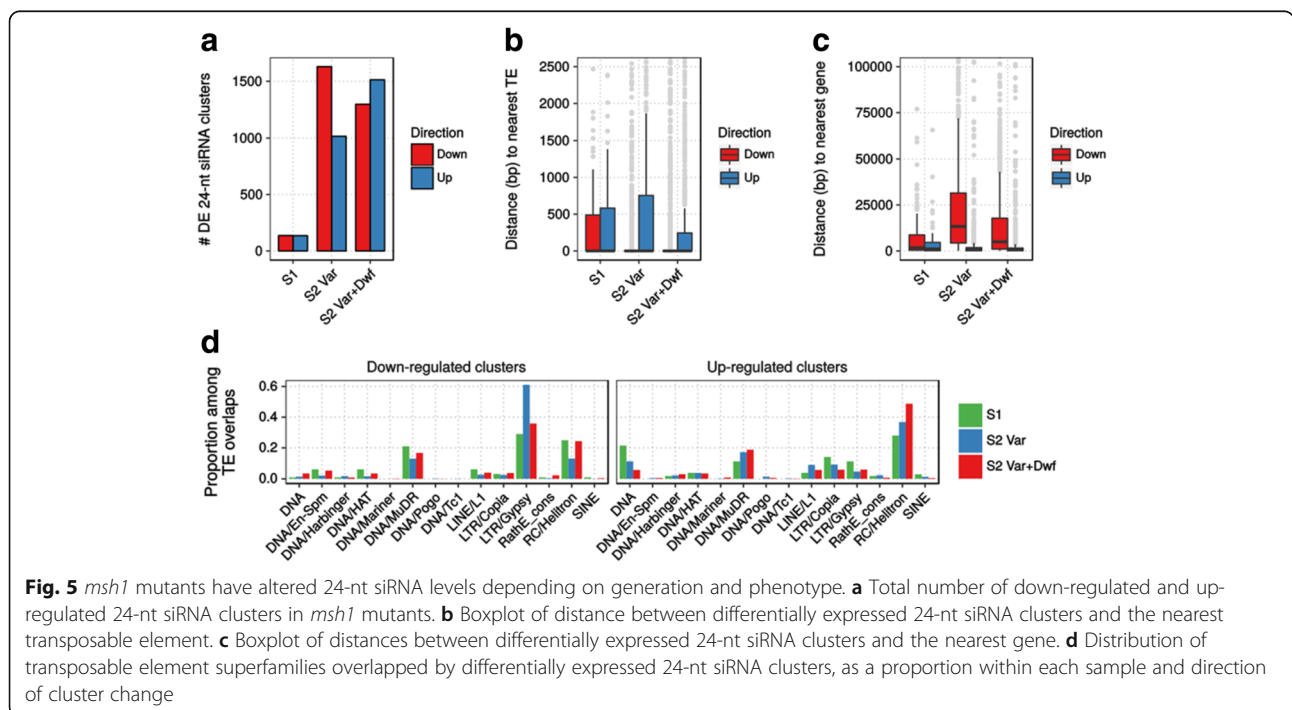 a
# DE 24-nt siRNA clusters
1500
1000
500
0
S1
S2 Var
S2 Var+Dwf
Direction
Down
Up
b
Distance (bp) to nearest TE
2500
2000
1500
1000
500
0
S1
S2 Var
S2 Var+Dwf
Direction
Down
Up
c
Distance (bp) to nearest gene
100000
75000
50000
25000
0
S1
S2 Var
S2 Var+Dwf
Direction
Down
Up
d
Down-regulated clusters
Up-regulated clusters
Proportion among
TE overlaps
0.6
0.4
0.2
0.0
DNA
DNA/En-Spm
DNA/Harbinger
DNA/HAT
DNA/Mariner
DNA/MuDR
DNA/Pogo
DNA/Tc1
LINE/L1
LTR/Copia
LTR/Gypsy
RathE_cons
RC/Helitron
SINE
DNA
DNA/En-Spm
DNA/Harbinger
DNA/HAT
DNA/Mariner
DNA/MuDR
DNA/Pogo
DNA/Tc1
LINE/L1
LTR/Copia
LTR/Gypsy
RathE_cons
RC/Helitron
SINE
S1
S2 Var
S2 Var+Dwf
Fig. 5 msh1 mutants have altered 24-nt siRNA levels depending on generation and phenotype. a Total number of down-regulated and up-
regulated 24-nt siRNA clusters in msh1 mutants. b Boxplot of distance between differentially expressed 24-nt siRNA clusters and the nearest
transposable element. c Boxplot of distances between differentially expressed 24-nt siRNA clusters and the nearest gene. d Distribution of
transposable element superfamilies overlapped by differentially expressed 24-nt siRNA clusters, as a proportion within each sample and direction
of cluster change